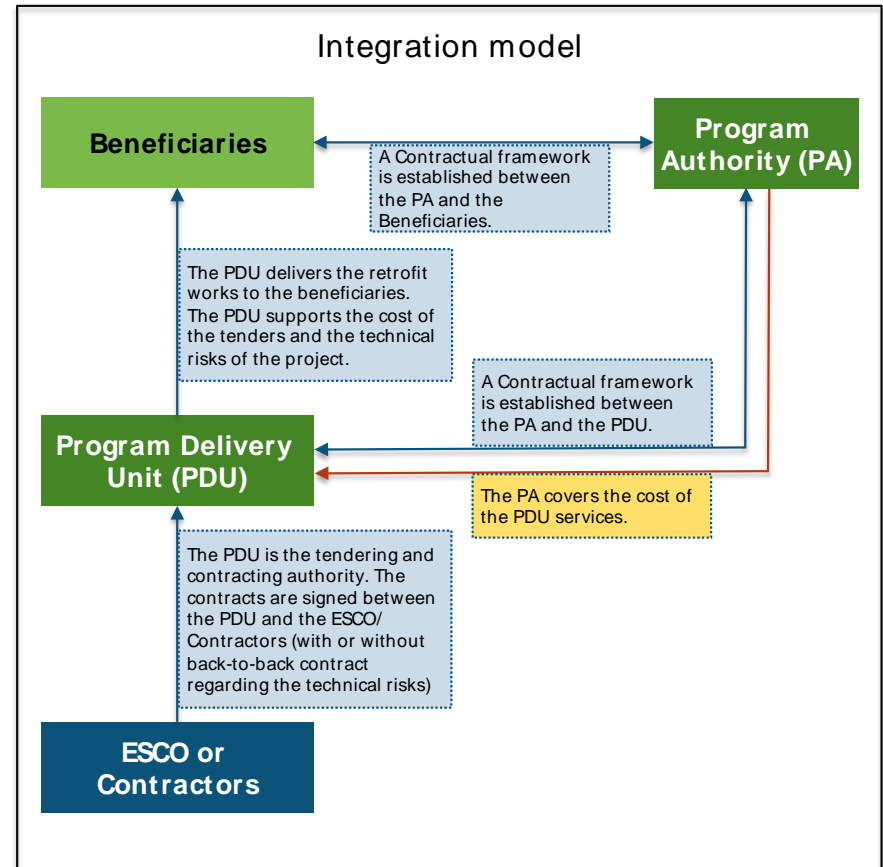 Integration model
Beneficiaries
Program
Authority (PA)
A Contractual framework
is established between
the PA and the
Beneficiaries.
The PDU delivers the retrofit
works to the beneficiaries.
The PDU supports the cost of
the tenders and the technical
risks of the project.
A Contractual framework
is established between
the PA and the PDU.
Program Delivery
Unit (PDU)
The PA covers the cost of
the PDU services.
The PDU is the tendering and
contracting authority. The
contracts are signed between
the PDU and the ESCO/
Contractors (with or without
back-to-back contract
regarding the technical risks)
ESCO or
Contractors